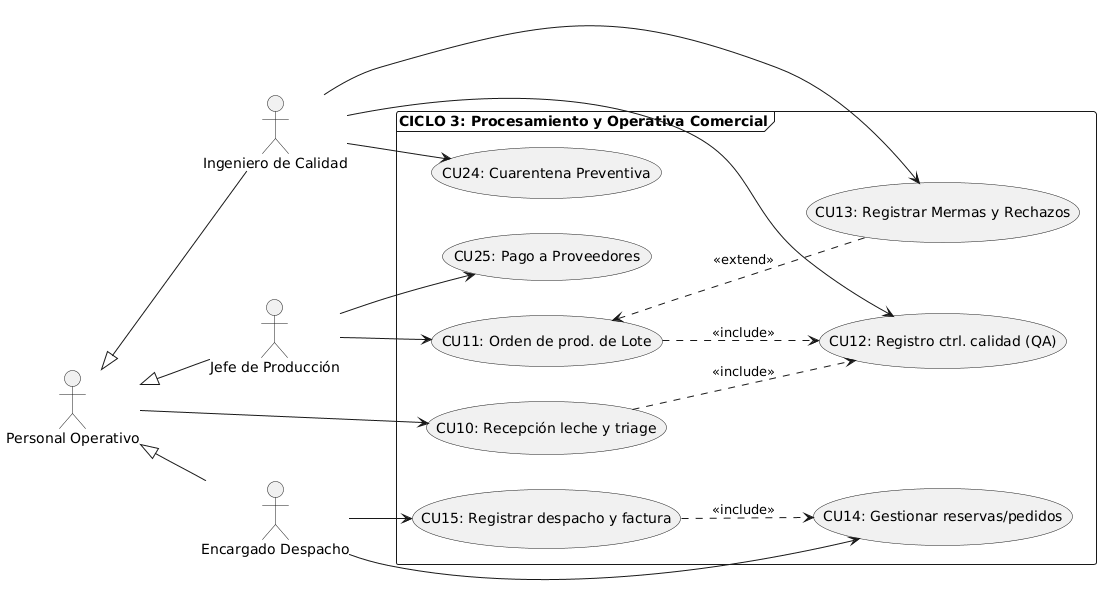 CICLO 3: Procesamiento y Operativa Comercial
Ingeniero de Calidad
CU24: Cuarentena Preventiva
CU13: Registrar Mermas y Rechazos
CU25: Pago a Proveedores
«extend»
Jefe de Producción
CU11: Orden de prod. de Lote
«include»
CU12: Registro ctrl. calidad (QA)
«include»
Personal Operativo
CU10: Recepción leche y triage
Encargado Despacho
CU15: Registrar despacho y factura
«include»
CU14: Gestionar reservas/pedidos